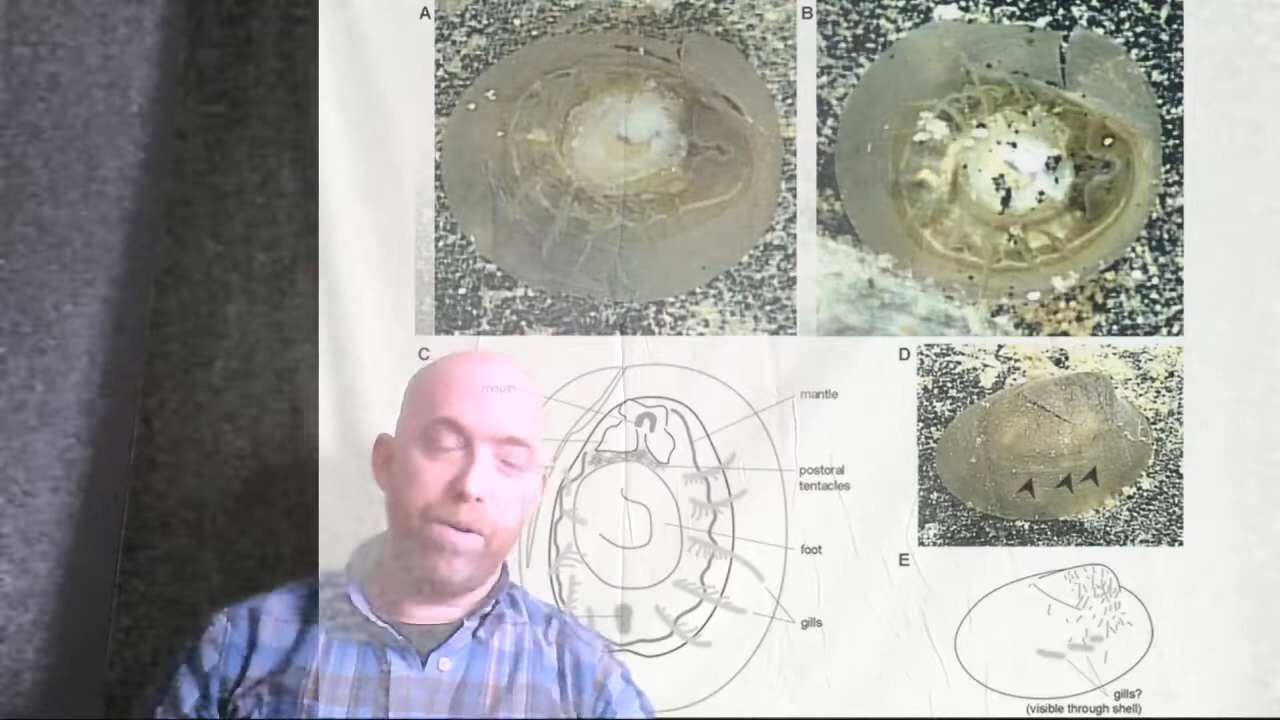 A
B
C
mouth
mantle
postoral
tentacles
foot
gills
D
E
gills?
(visible through shell)